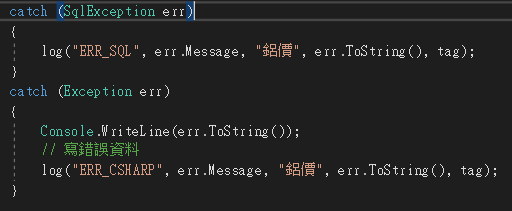 catch (SqlException err)
{
    log("ERR_SQL", err.Message, "鋁價", err.ToString(), tag);
}
catch (Exception err)
{
    Console.WriteLine(err.ToString());
    // 寫錯誤資料
    log("ERR_CSHARP", err.Message, "鋁價", err.ToString(), tag);
}